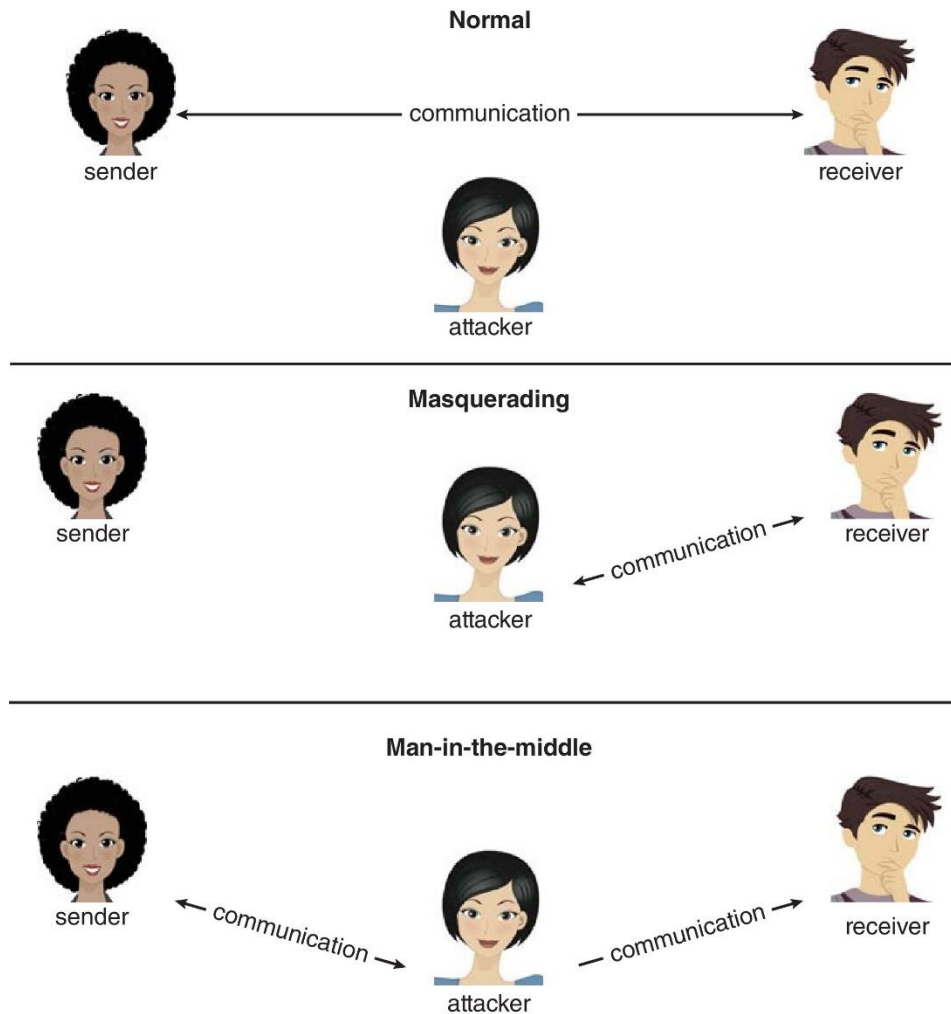 Normal
communication
sender
receiver
attacker
Masquerading
sender
communication
receiver
attacker
Man-in-the-middle
sender
communication
communication
receiver
attacker